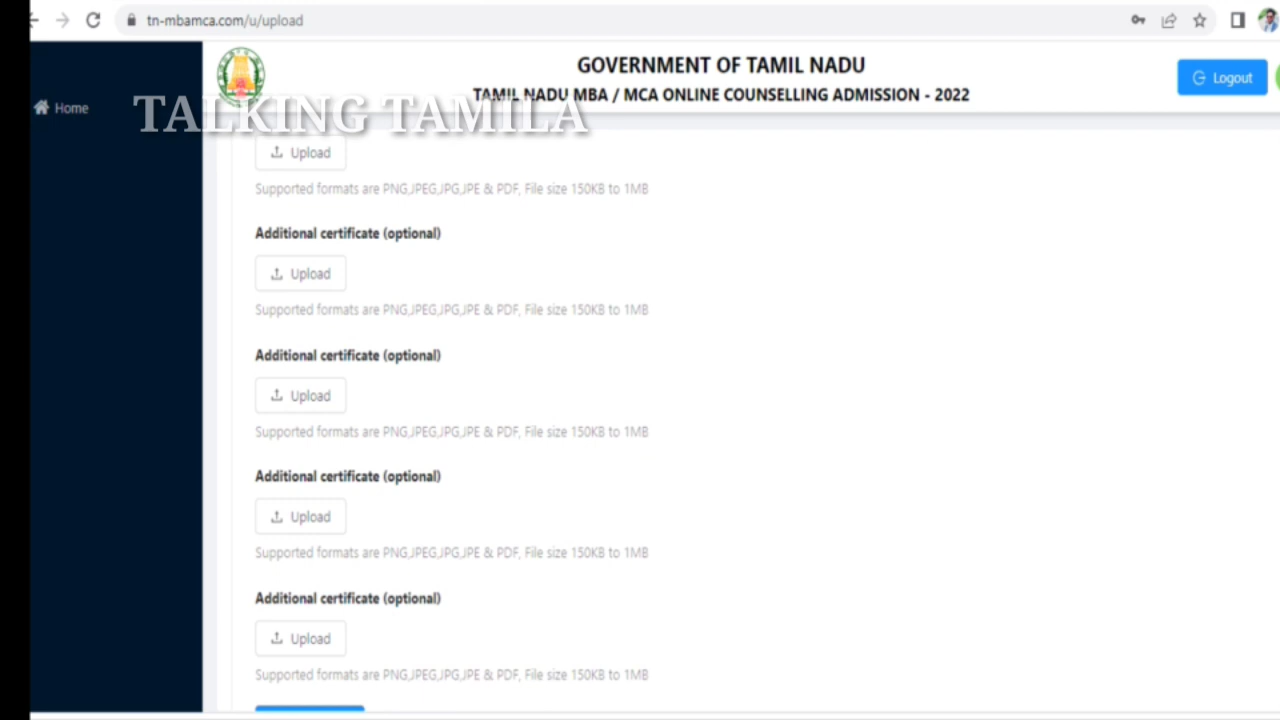 tn-mbamca.com/u/upload
GOVERNMENT OF TAMIL NADU
TAMIL NADU MBA / MCA ONLINE COUNSELLING ADMISSION - 2022
Logout
Home
TALKING TAMILA
Upload
Supported formats are PNG,JPEG,JPG,JPE & PDF, File size 150KB to 1MB
Additional certificate (optional)
Upload
Supported formats are PNG,JPEG,JPG,JPE & PDF, File size 150KB to 1MB
Additional certificate (optional)
Upload
Supported formats are PNG,JPEG,JPG,JPE & PDF, File size 150KB to 1MB
Additional certificate (optional)
Upload
Supported formats are PNG,JPEG,JPG,JPE & PDF, File size 150KB to 1MB
Additional certificate (optional)
Upload
Supported formats are PNG,JPEG,JPG,JPE & PDF, File size 150KB to 1MB